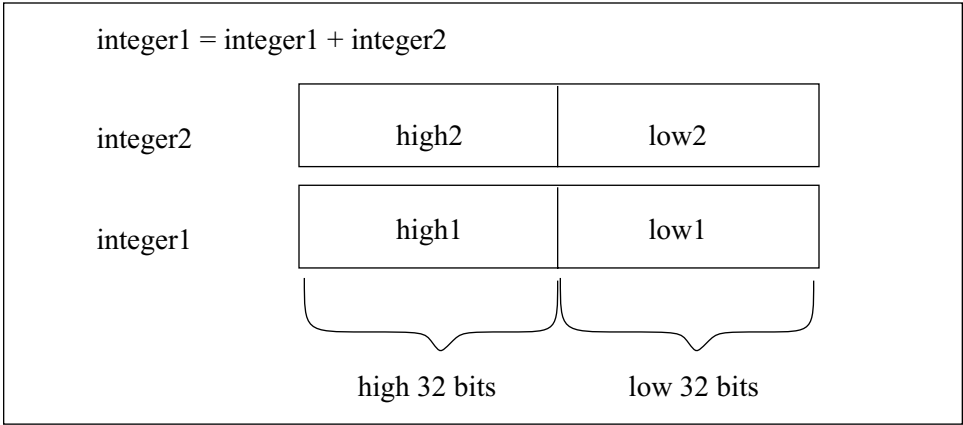 integer1 = integer1 + integer2
integer2 high2 low2
integer1 high1 low1
high 32 bits low 32 bits